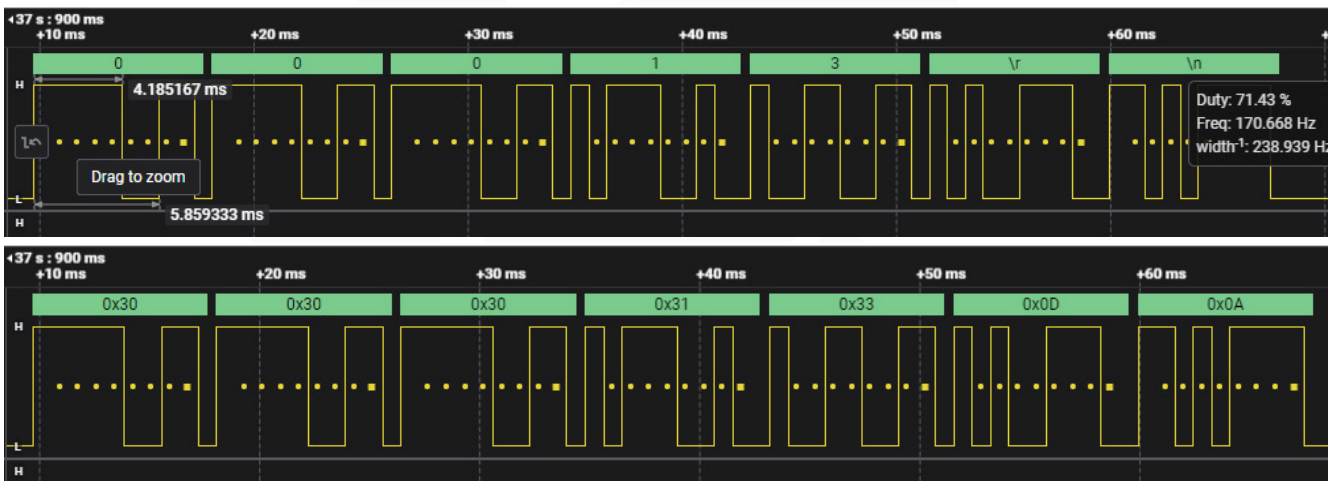 37 s : 900 ms
+10 ms +20 ms +30 ms +40 ms +50 ms +60 ms
0 0 0 1 3 \r \n
H
4.185167 ms
Duty: 71.43 %
Freq: 170.668 Hz
width-1: 238.939 Hz
Drag to zoom
L
5.859333 ms
H
37 s : 900 ms
+10 ms +20 ms +30 ms +40 ms +50 ms +60 ms
0x30 0x30 0x30 0x31 0x33 0x0D 0x0A
H
L
H